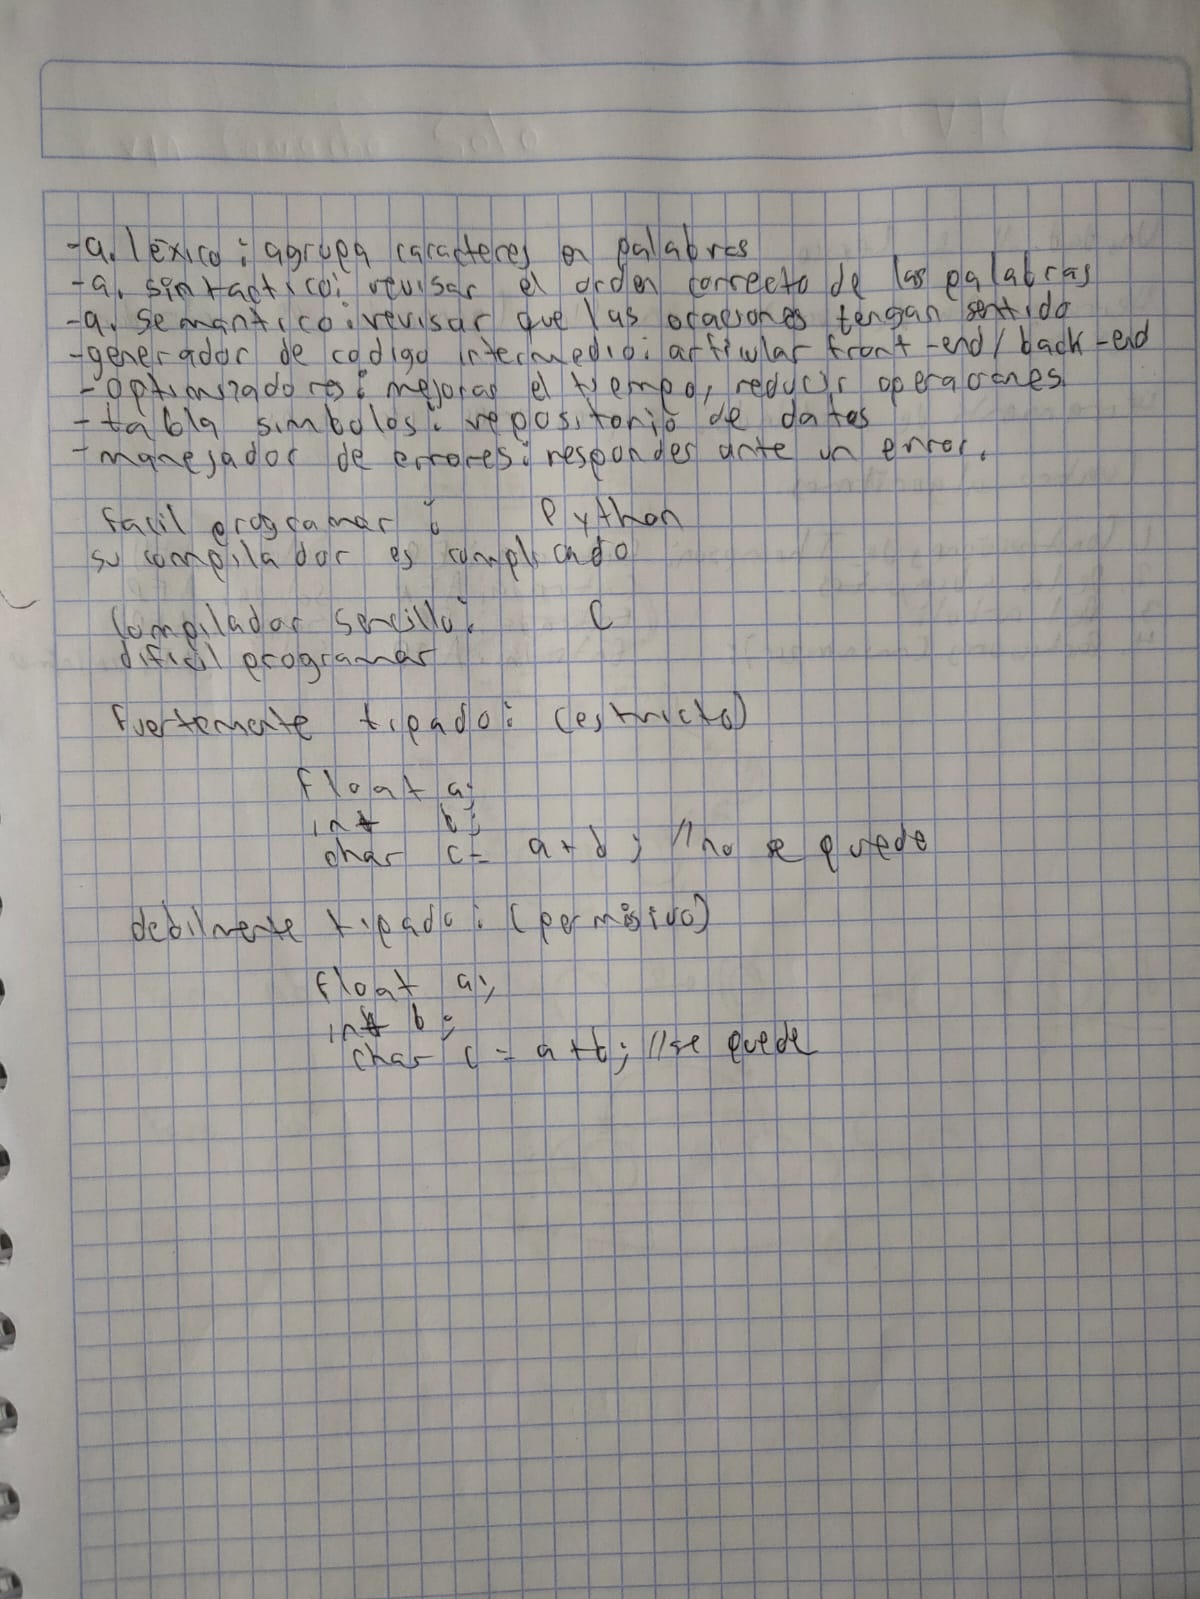 -a. léxico: agrupa caracteres en palabras
-a. sintactico: revisar el orden correcto de las palabras
-a. semántico: revisar que las oraciones tengan sentido
-generador de codigo intermedio: articular front-end/back-end
-optimizadores: mejorar el tiempo, reducir operaciones
-tabla simbolos: repositorio de datos
-manejador de errores: responder ante un error.
facil programar: Python
su compilador es complicado
Compilador sencillo: C
dificil programar
fuertemente tipado: (estricto)
float a;
int b;
char c= a+b; //no se puede
debilmente tipado: (permisivo)
float a;
int b;
char c = a+b; //se puede